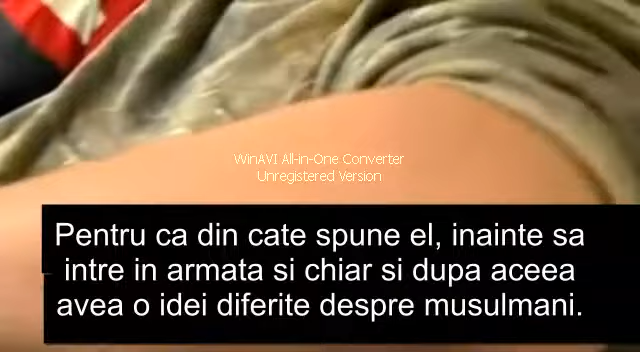 WinAVI All-in-One Converter
Unregistered Version
Pentru ca din cate spune el, inainte sa
intre in armata si chiar si dupa aceea
avea o idei diferite despre musulmani.